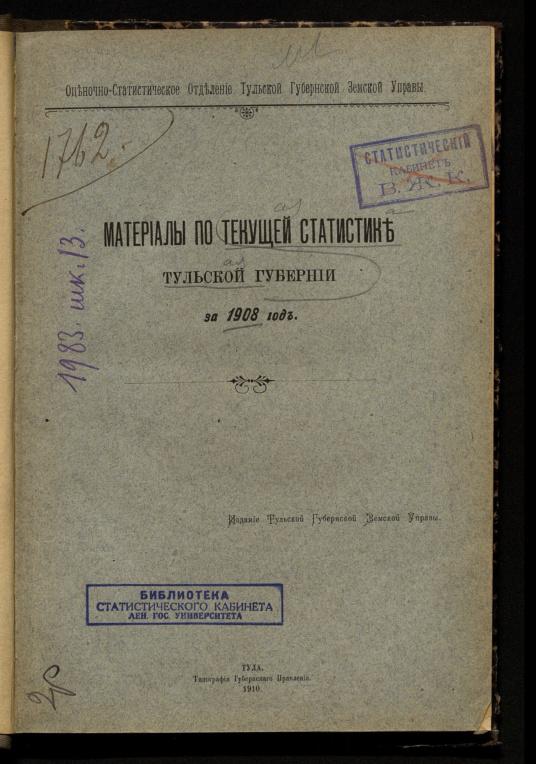 Оцѣночно-Статистическое Отдѣленіе Тульской Губернской Земской Управы.
1762.
СТАТИСТИЧЕСКІЙ
КАБИНЕТЪ
В. Ж. К.
МАТЕРІАЛЫ ПО ТЕКУЩЕЙ СТАТИСТИКѢ
ТУЛЬСКОЙ ГУБЕРНІИ
за 1908 годъ.
1983. шк. 13.
Изданіе Тульской Губернской Земской Управы.
БИБЛИОТЕКА
СТАТИСТИЧЕСКОГО КАБИНЕТА
ЛЕН. ГОС. УНИВЕРСИТЕТА
ТУЛА.
Типографія Губернскаго Правленія.
1910.